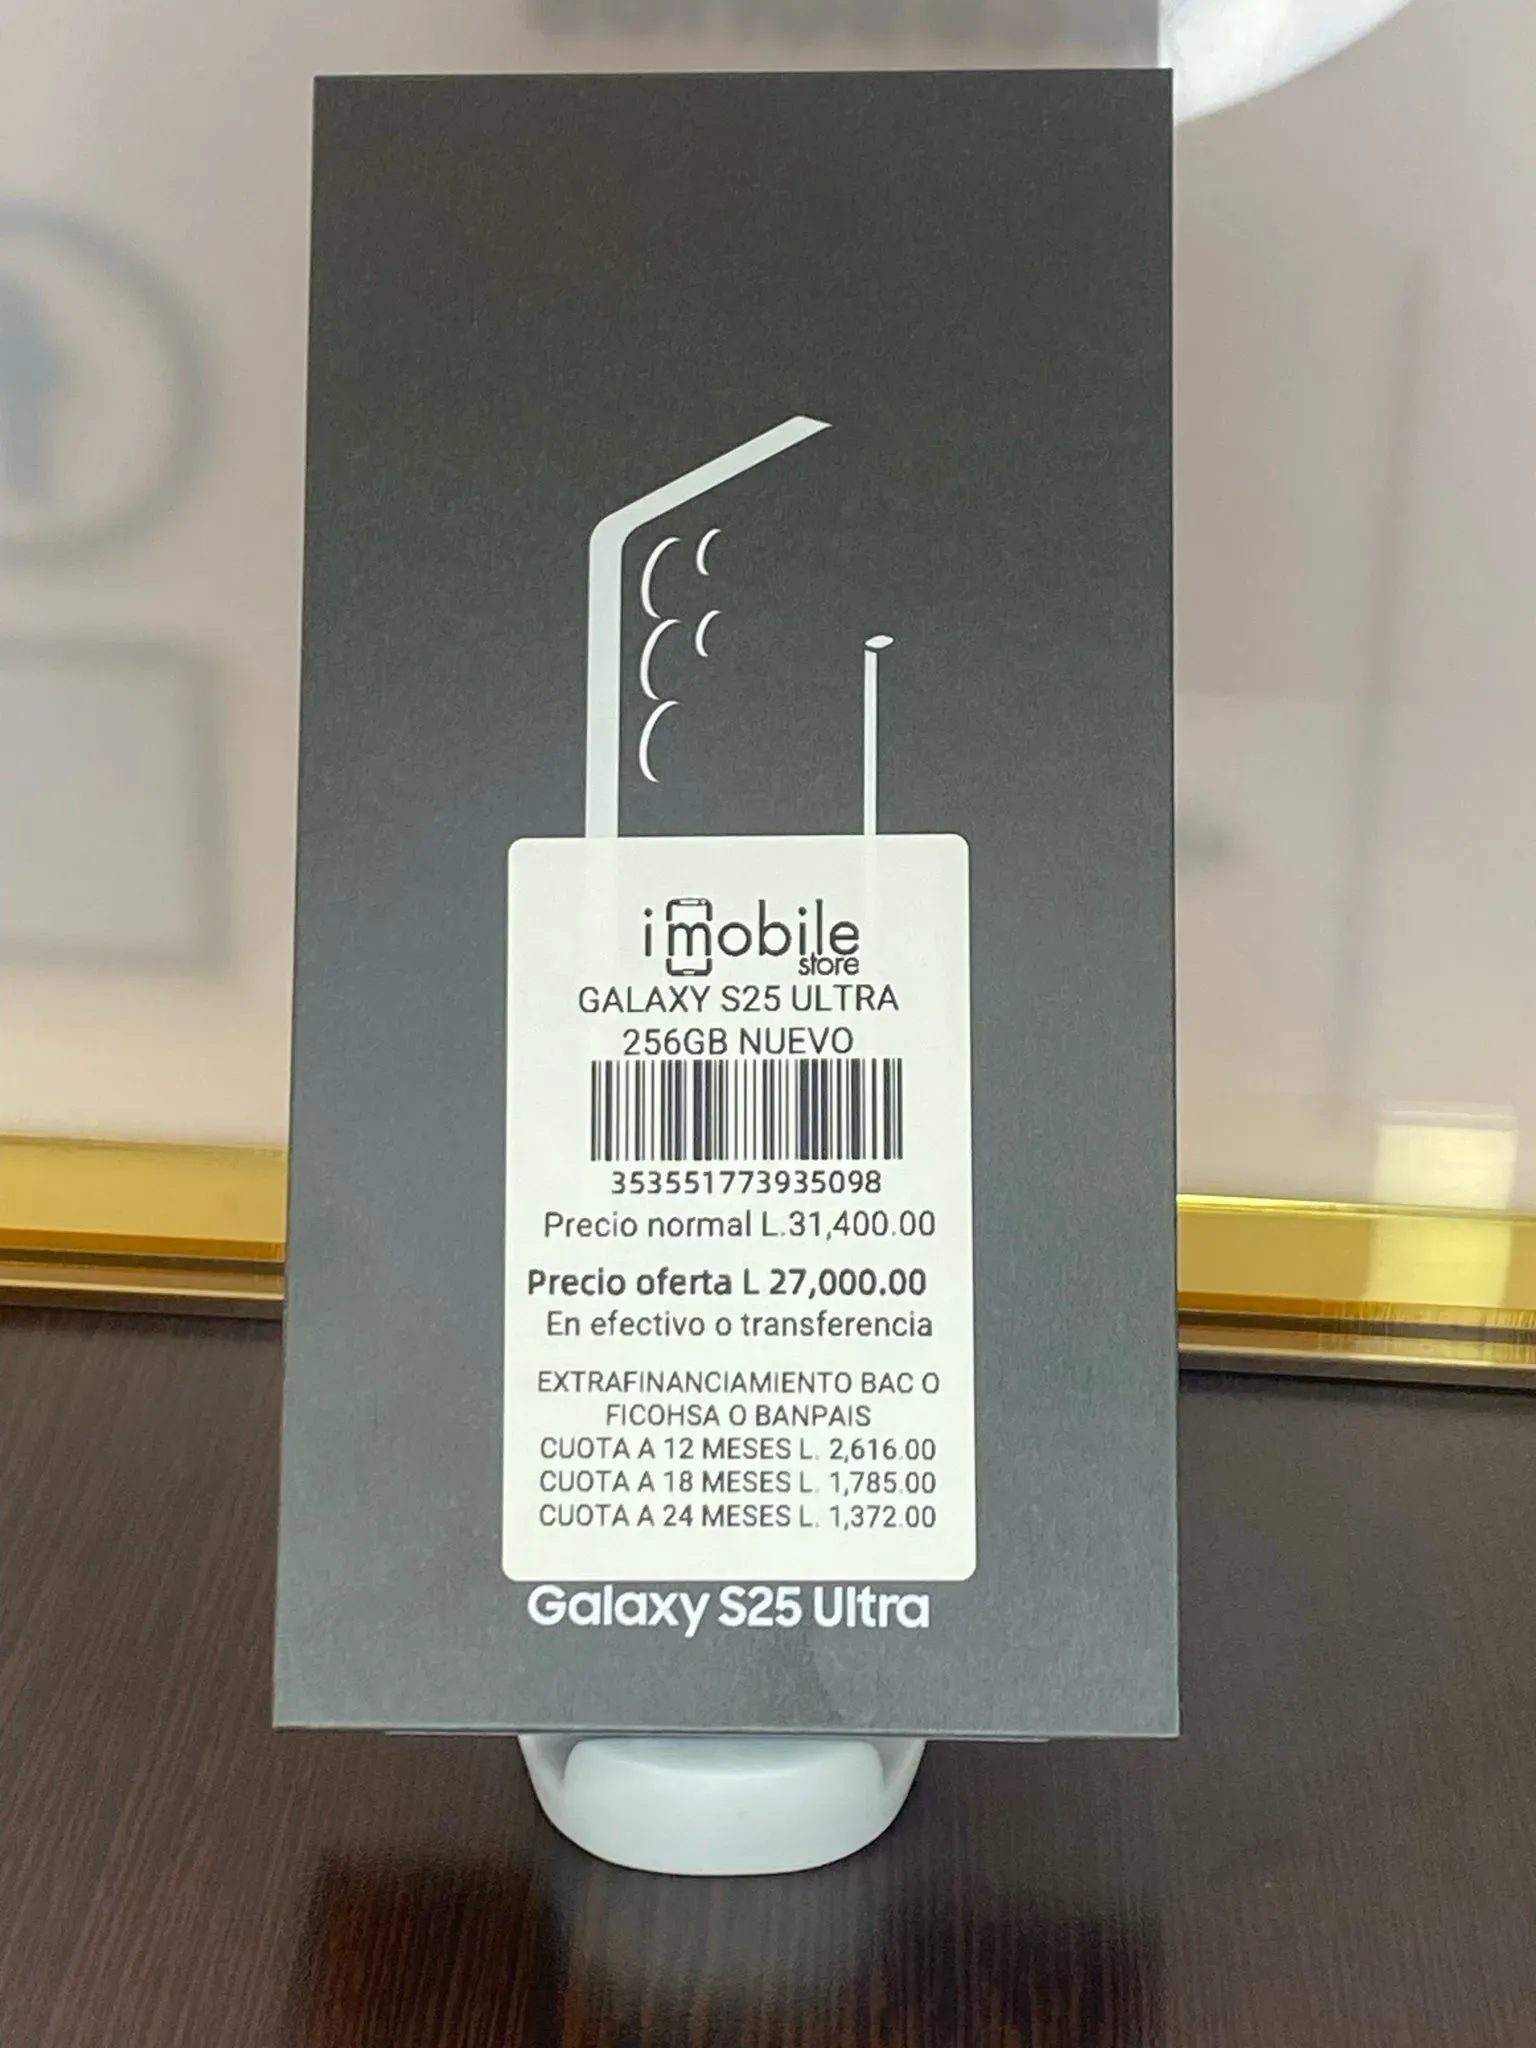 imobile
store
GALAXY S25 ULTRA
256GB NUEVO
353551773935098
Precio normal L.31,400.00
Precio oferta L 27,000.00
En efectivo o transferencia
EXTRAFINANCIAMIENTO BAC O
FICOHSA O BANPAIS
CUOTA A 12 MESES L. 2,616.00
CUOTA A 18 MESES L. 1,785.00
CUOTA A 24 MESES L. 1,372.00
Galaxy S25 Ultra